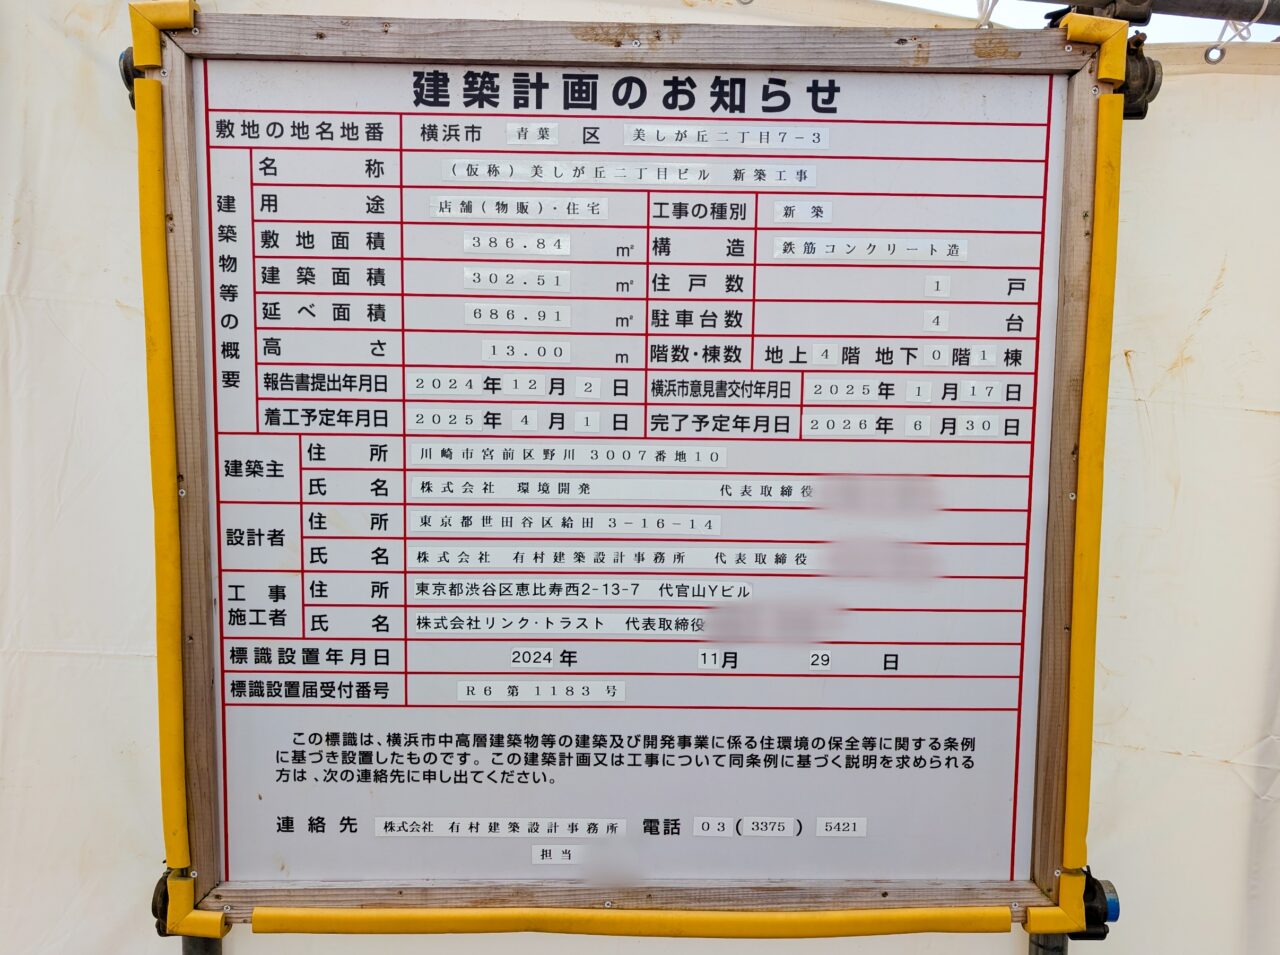 建築計画のお知らせ
敷地の地名地番 横浜市 青葉 区 美しが丘二丁目7-3
建築物等の概要
名称 (仮称)美しが丘二丁目ビル 新築工事
用途 店舗(物販)・住宅 工事の種別 新築
敷地面積 386.84 ㎡ 構造 鉄筋コンクリート造
建築面積 302.51 ㎡ 住戸数 1 戸
延べ面積 686.91 ㎡ 駐車台数 4 台
高さ 13.00 m 階数・棟数 地上 4 階 地下 0 階 1 棟
報告書提出年月日 2024 年 12 月 2 日 横浜市意見書交付年月日 2025 年 1 月 17 日
着工予定年月日 2025 年 4 月 1 日 完了予定年月日 2026 年 6 月 30 日
建築主 住所 川崎市宮前区野川 3007番地10
氏名 株式会社 環境開発 代表取締役
設計者 住所 東京都世田谷区給田 3-16-14
氏名 株式会社 有村建築設計事務所 代表取締役
工事施工者 住所 東京都渋谷区恵比寿西2-13-7 代官山Yビル
氏名 株式会社リンク・トラスト 代表取締役
標識設置年月日 2024 年 11月 29 日
標識設置届受付番号 R6 第 1183 号
この標識は、横浜市中高層建築物等の建築及び開発事業に係る住環境の保全等に関する条例
に基づき設置したものです。この建築計画又は工事について同条例に基づく説明を求められる
方は、次の連絡先に申し出てください。
連絡先 株式会社 有村建築設計事務所 電話 03 (3375) 5421
担当